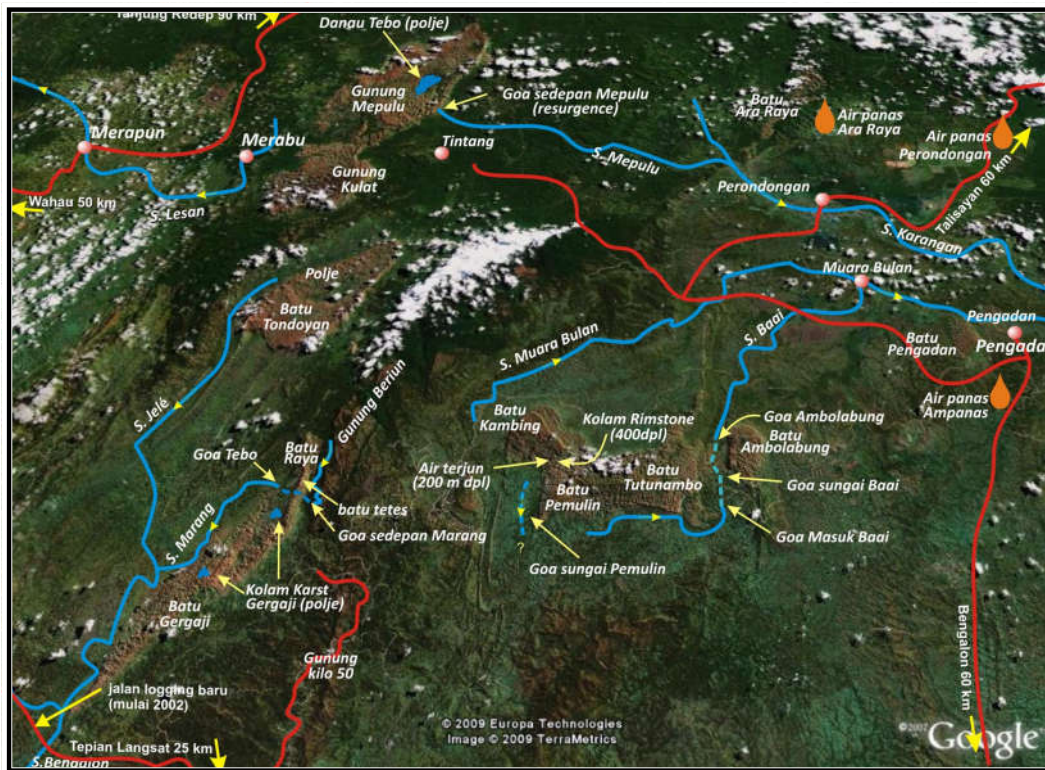 Tanjung Redep 90 km
Danau Tebo (polje)
Gunung
Mepulu
Goa sedepan Mepulu
(resurgence)
Batu
Ara Raya
Air panas
Ara Raya
Air panas
Perondongan
Merapun
Merabu
Tintang
S. Mepulu
Gunung
Kulat
Perondongan
Talisayan 60 km
Wahau 50 km
S. Lesan
S. Karangan
Polje
Batu
Tondoyan
Muara Bulan
Pengadan
Pengadan
S. Baai
Batu
Pengadan
S. Muara Bulan
S. Jelé
Gunung Beriun
Air panas
Ampanas
Batu
Kambing
Kolam Rimstone
(400dpl)
Goa Ambolabung
Batu
Ambolabung
Goa Tebo
Batu
Raya
Air terjun
(200 m dpl)
Batu
Tutunambo
Goa sungai Baai
Batu
Pemulin
batu tetes
Goa sedepan Marang
S. Marang
Goa Masuk Baai
Goa sungai Pemulin
?
Kolam Karst
Gergaji (polje)
Batu
Gergaji
Gunung
kilo 50
Bengalon 60 km
jalan logging baru
(mulai 2002)
Tepian Langsat 25 km
S.Bengalon
© 2009 Europa Technologies
Image © 2009 TerraMetrics
©2007 Google